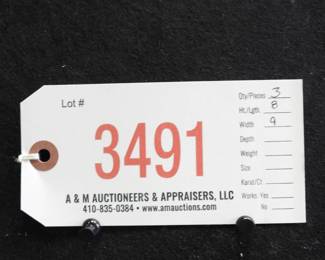 Lot #
3491
A & M AUCTIONEERS & APPRAISERS, LLC
410-835-0384 • www.amauctions.com
Qty/Pieces 3
Ht./Lgth. 8
Width 9
Depth
Weight
Size
Karat/Ct.
Works Yes
No